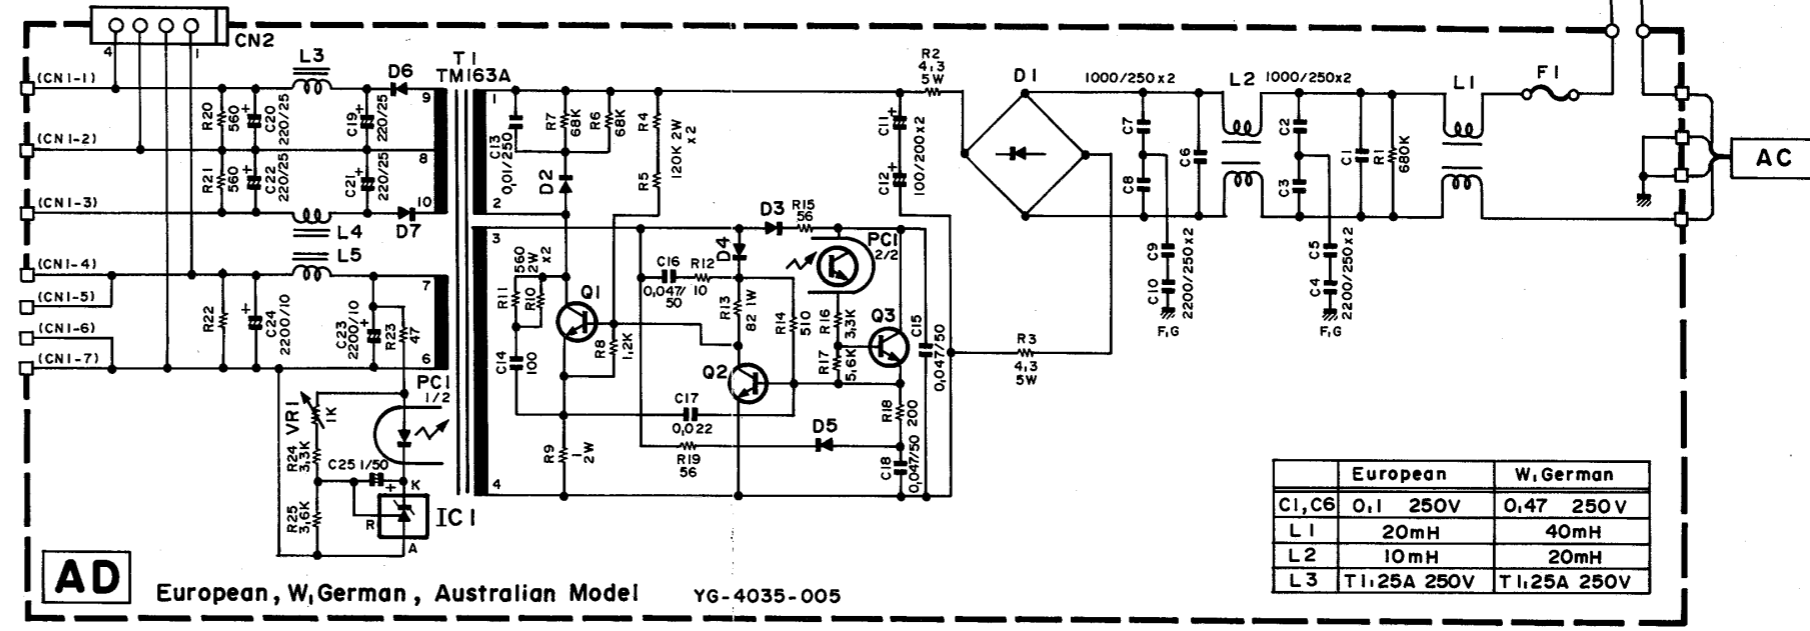 CN2
4
1
(CN1-1)
(CN1-2)
(CN1-3)
(CN1-4)
(CN1-5)
(CN1-6)
(CN1-7)
L3
D6
T1
TM163A
R20
560
C20
220/25
+
C19
220/25
+
9
8
10
R21
560
C22
220/25
+
C21
220/25
+
L4
D7
L5
7
6
R22
C24
2200/10
+
C23
2200/10
+
R23
47
PC1
1/2
VR1
1K
R24
3,3K
C25 1/50
+
K
R25
3,6K
R
IC1
A
1
2
3
4
C13
0,01/250
R7
68K
R6
68K
R4
R5
120K 2W
x2
D2
R11
R10
560
2W
x2
Q1
C14
100
R8
1,2K
R9
1
2W
C16
0,047/
50
R12
10
D4
D3
R15
56
R13
82 1W
R14
510
PC1
2/2
R16
3,3K
R17
5,6K
Q3
Q2
C17
0,022
R19
56
D5
R18
200
C18
0,047/50
C15
0,047/50
C11
+
C12
+
100/200x2
R2
4,3
5W
D1
R3
4,3
5W
1000/250x2
C7
C8
C6
C9
C10
2200/250x2
F,G
L2
1000/250x2
C2
C3
C1
R1
680K
C5
C4
2200/250x2
F,G
L1
F1
AC
European
W,German
C1,C6
0,1 250V
0,47 250V
L1
20mH
40mH
L2
10mH
20mH
L3
T1,25A 250V
T1,25A 250V
AD
European, W,German, Australian Model
YG-4035-005